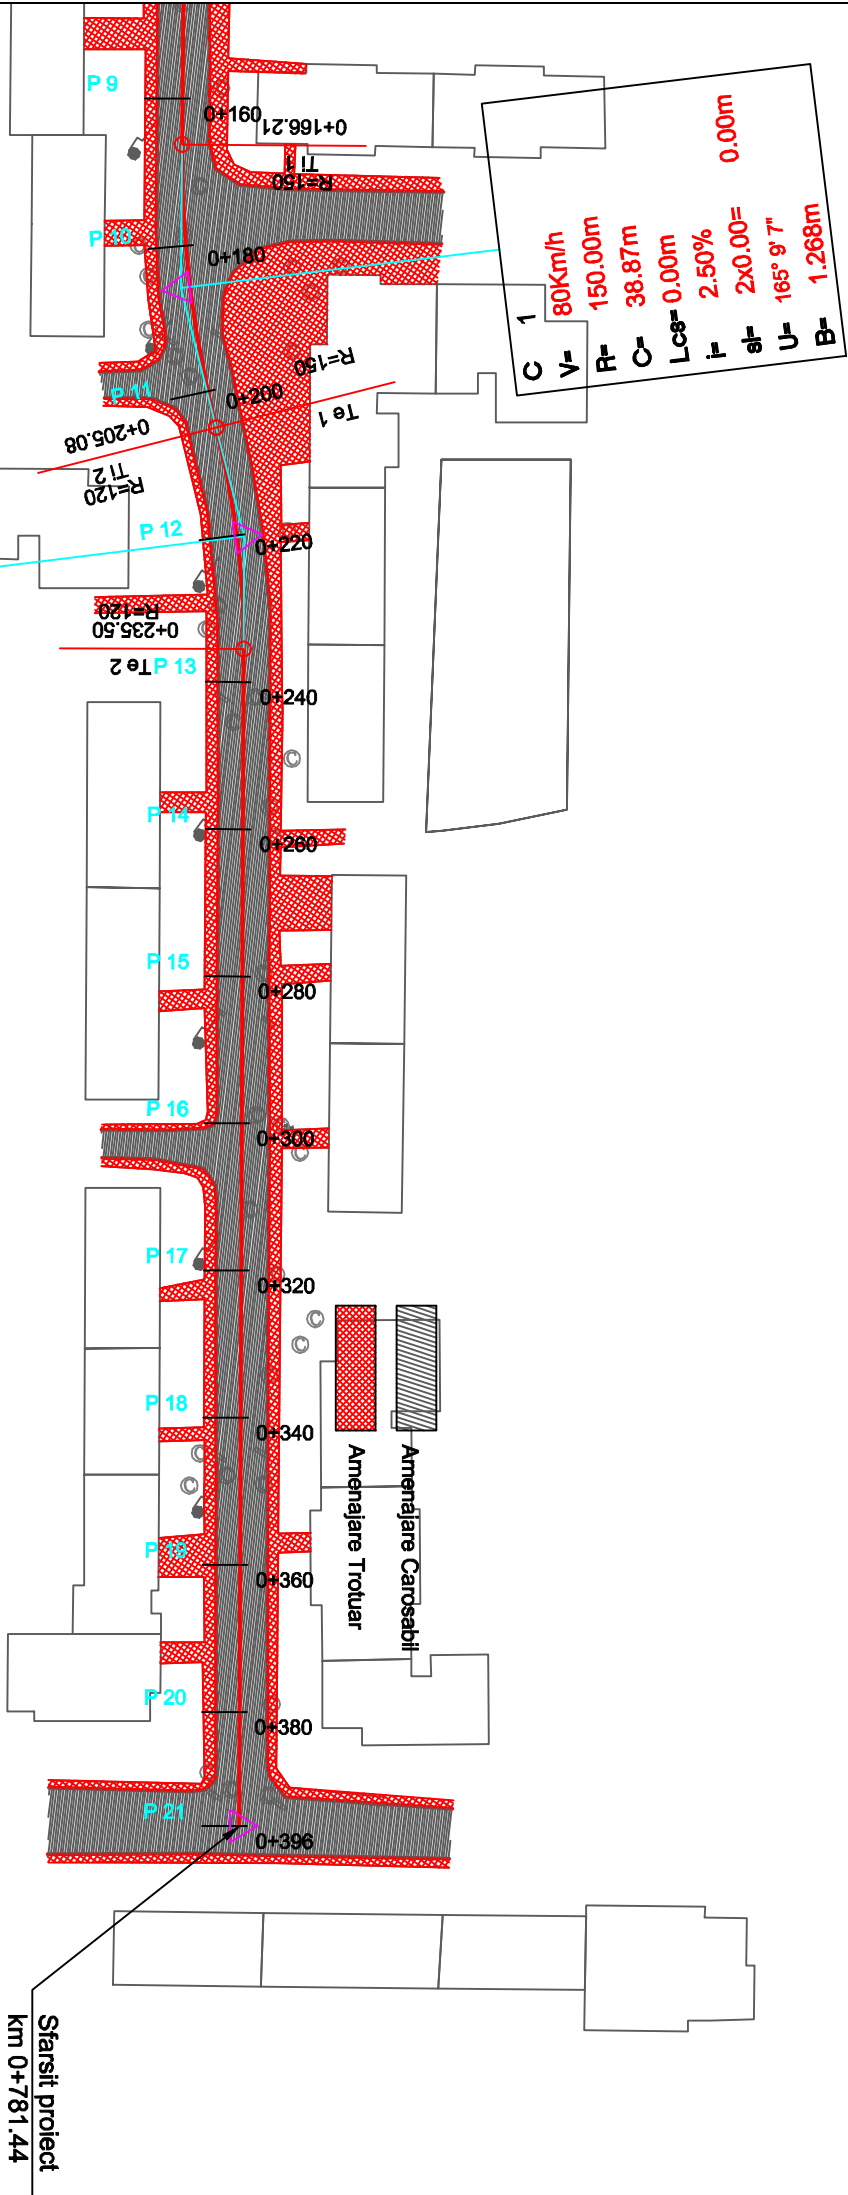 P 9
0+160
0+166.21
Ti 1
R=150
P 10
0+180
C 1
V= 80Km/h
R= 150.00m
C= 38.87m
Lcs= 0.00m
i= 2.50%
sl= 2x0.00= 0.00m
U= 165° 9' 7"
B= 1.268m
R=150
Te 1
P 11
0+200
0+205.08
Ti 2
R=120
P 12
0+220
R=120
0+235.50
Te 2
P 13
0+240
P 14
0+260
P 15
0+280
P 16
0+300
P 17
0+320
P 18
0+340
Amenajare Trotuar
Amenajare Carosabil
P 19
0+360
P 20
0+380
P 21
0+396
Sfarsit proiect
km 0+781.44